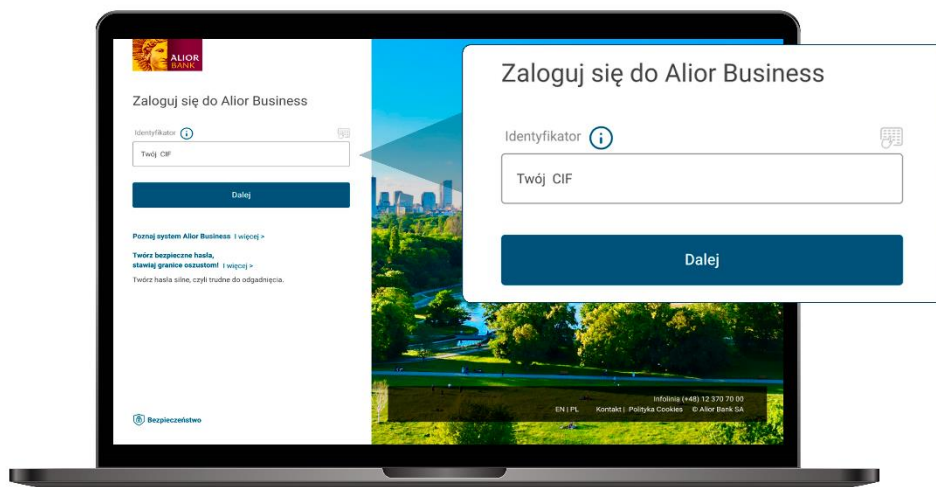 ALIOR
BANK
Zaloguj się do Alior Business
Identyfikator
Twój CIF
Dalej
Poznaj system Alior Business | więcej >
Twórz bezpieczne hasła,
stawiaj granice oszustom! | więcej >
Twórz hasła silne, czyli trudne do odgadnięcia.
Bezpieczeństwo
Zaloguj się do Alior Business
Identyfikator
Twój CIF
Dalej
Infolinia (+48) 12 370 70 00
EN | PL Kontakt | Polityka Cookies © Alior Bank SA